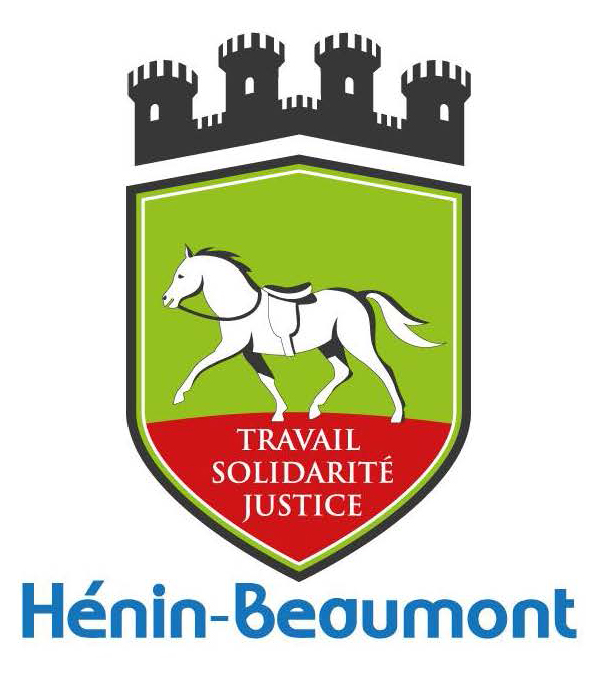 TRAVAIL
SOLIDARITÉ
JUSTICE
Hénin-Beaumont